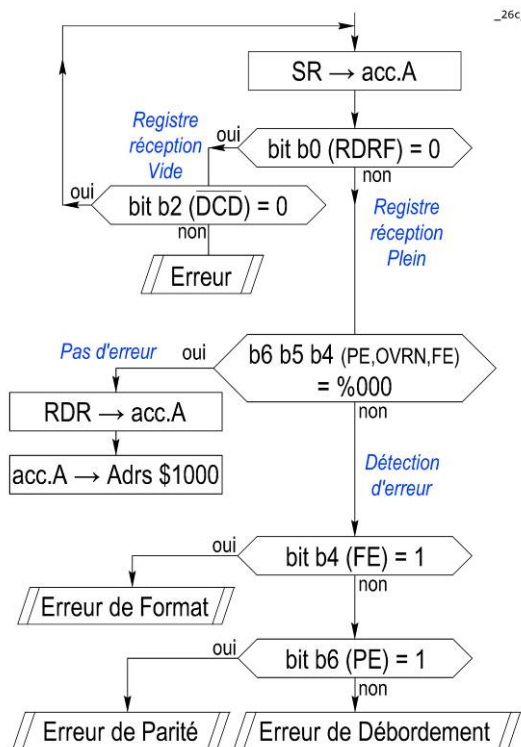 _26c
SR → acc.A
Registre
réception
Vide
oui
bit b0 (RDRF) = 0
non
oui
bit b2 (DCD) = 0
non
Registre
réception
Plein
Erreur
Pas d'erreur
oui
b6 b5 b4 (PE,OVRN,FE)
= %000
non
RDR → acc.A
acc.A → Adrs $1000
Détection
d'erreur
oui
bit b4 (FE) = 1
non
Erreur de Format
oui
bit b6 (PE) = 1
non
Erreur de Parité
Erreur de Débordement